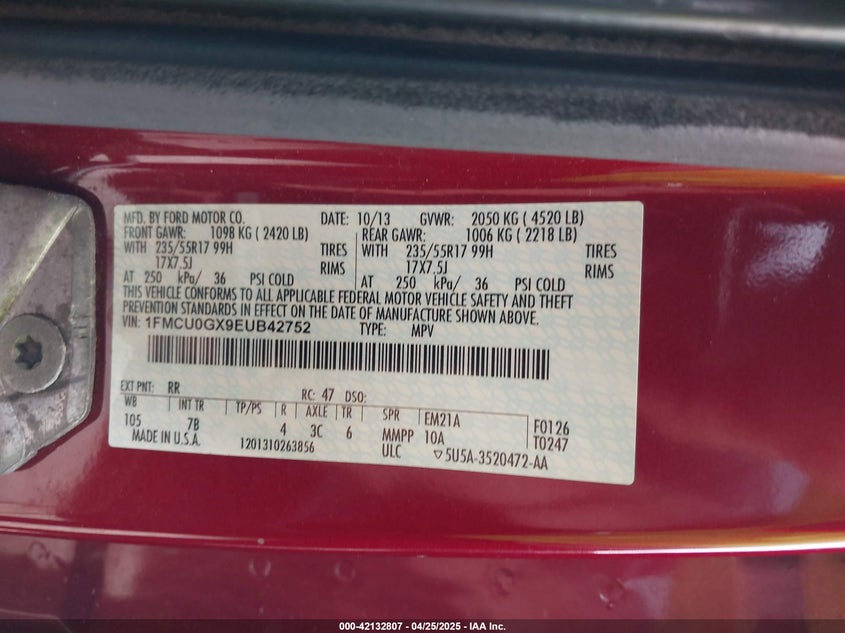 MFD. BY FORD MOTOR CO. DATE: 10/13 GVWR: 2050 KG ( 4520 LB)
FRONT GAWR: 1098 KG ( 2420 LB) REAR GAWR: 1006 KG ( 2218 LB)
WITH 235/55R17 99H TIRES WITH 235/55R17 99H TIRES
17X7.5J RIMS 17X7.5J RIMS
AT 250 kPa/ 36 PSI COLD AT 250 kPa/ 36 PSI COLD
THIS VEHICLE CONFORMS TO ALL APPLICABLE FEDERAL MOTOR VEHICLE SAFETY AND THEFT
PREVENTION STANDARDS IN EFFECT ON THE DATE OF MANUFACTURE SHOWN ABOVE.
VIN: 1FMCU0GX9EUB42752 TYPE: MPV
EXT PNT: RR RC: 47 DSO:
WB INT TR TP/PS R AXLE TR SPR EM21A F0126
105 7B 4 3C 6 MMPP 10A T0247
MADE IN U.S.A. 1201310263856 ULC ▽5U5A-3520472-AA
000-42132807 - 04/25/2025 - IAA Inc.